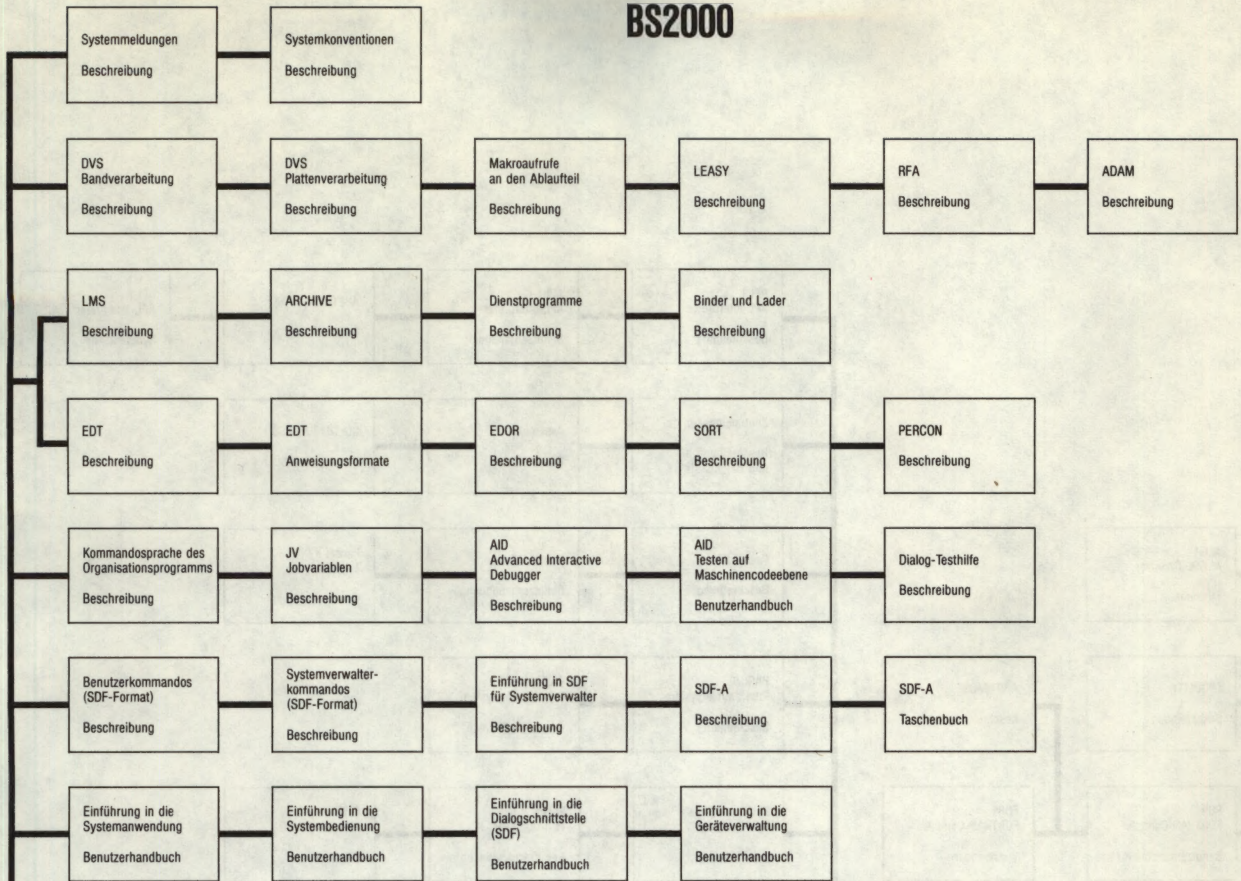 BS2000
Systemmeldungen
Beschreibung
Systemkonventionen
Beschreibung
DVS
Bandverarbeitung
Beschreibung
DVS
Plattenverarbeitung
Beschreibung
Makroaufrufe
an den Ablaufteil
Beschreibung
LEASY
Beschreibung
RFA
Beschreibung
ADAM
Beschreibung
LMS
Beschreibung
ARCHIVE
Beschreibung
Dienstprogramme
Beschreibung
Binder und Lader
Beschreibung
EDT
Beschreibung
EDT
Anweisungsformate
EDOR
Beschreibung
SORT
Beschreibung
PERCON
Beschreibung
Kommandosprache des
Organisationsprogramms
Beschreibung
JV
Jobvariablen
Beschreibung
AID
Advanced Interactive
Debugger
Beschreibung
AID
Testen auf
Maschinencodeebene
Benutzerhandbuch
Dialog-Testhilfe
Beschreibung
Benutzerkommandos
(SDF-Format)
Beschreibung
Systemverwalter-
kommandos
(SDF-Format)
Beschreibung
Einführung in SDF
für Systemverwalter
Beschreibung
SDF-A
Beschreibung
SDF-A
Taschenbuch
Einführung in die
Systemanwendung
Benutzerhandbuch
Einführung in die
Systembedienung
Benutzerhandbuch
Einführung in die
Dialogschnittstelle
(SDF)
Benutzerhandbuch
Einführung in die
Geräteverwaltung
Benutzerhandbuch